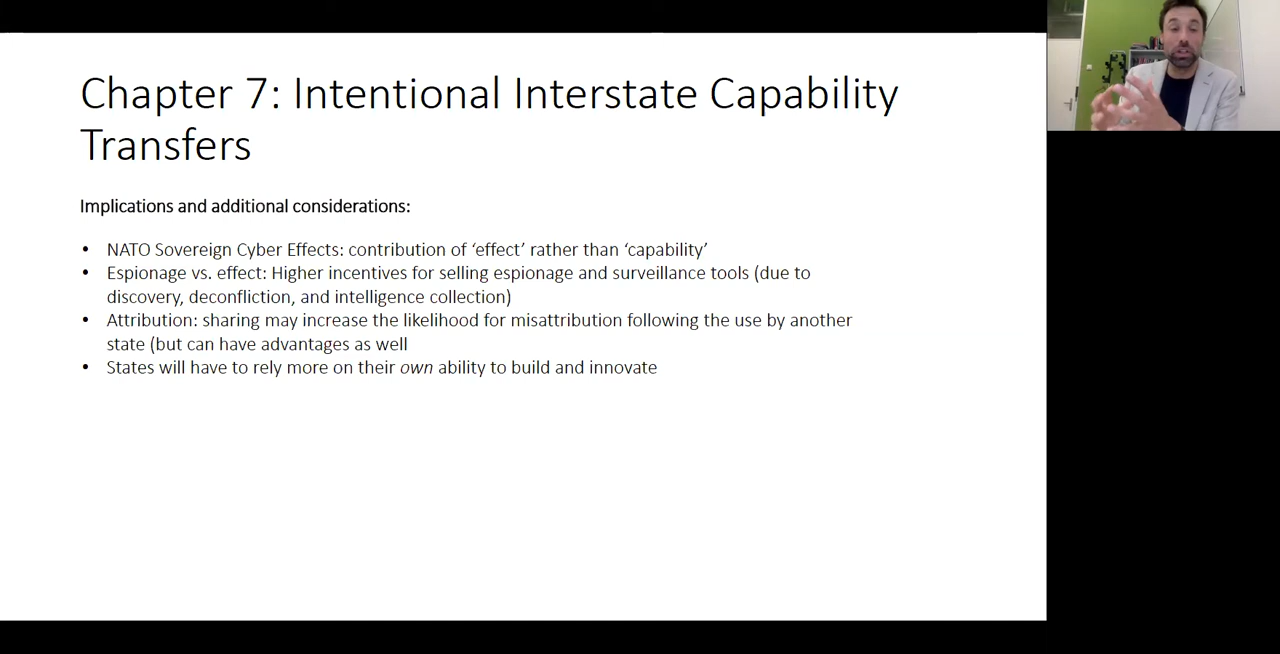 Chapter 7: Intentional Interstate Capability
Transfers
Implications and additional considerations:
• NATO Sovereign Cyber Effects: contribution of ‘effect’ rather than ‘capability’
• Espionage vs. effect: Higher incentives for selling espionage and surveillance tools (due to
discovery, deconfliction, and intelligence collection)
• Attribution: sharing may increase the likelihood for misattribution following the use by another
state (but can have advantages as well
• States will have to rely more on their own ability to build and innovate